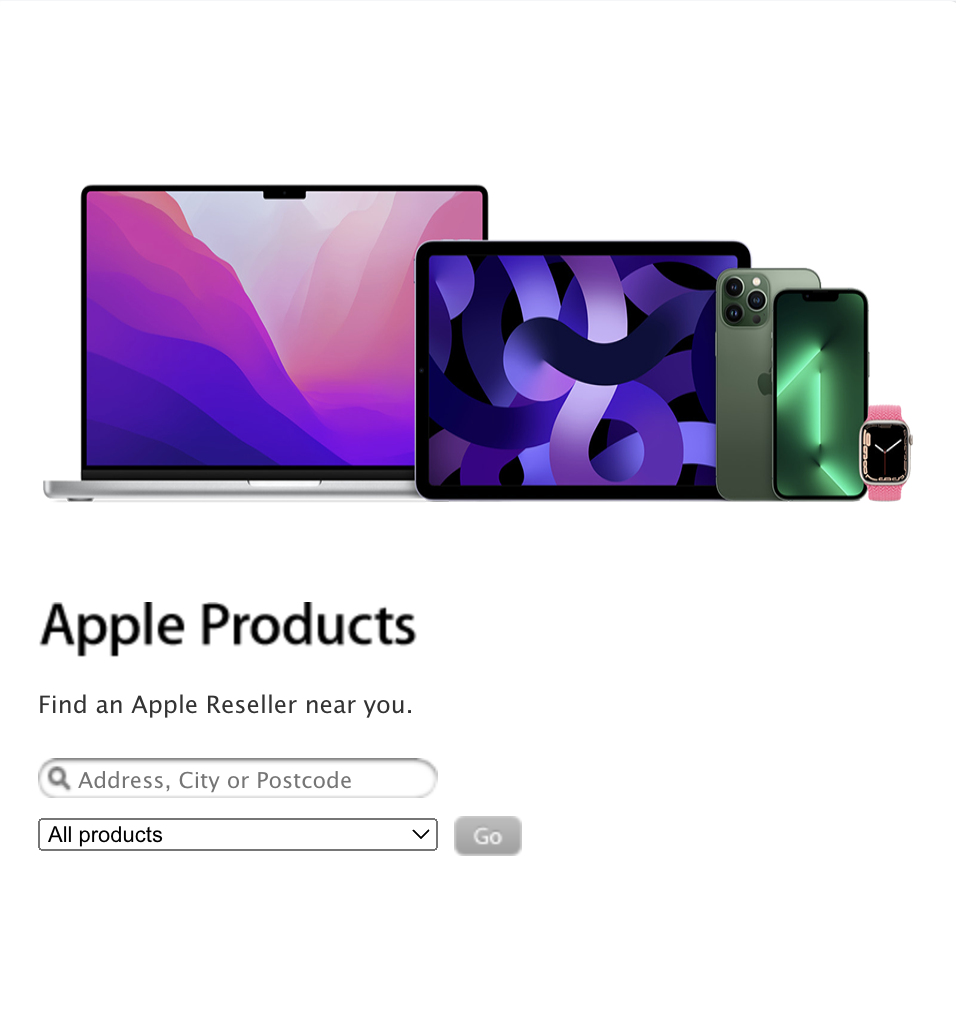 Apple Products
Find an Apple Reseller near you.
Address, City or Postcode
All products
Go